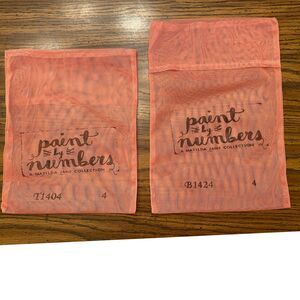 paint
by
numbers
A MATILDA JANE COLLECTION
T1404 4
paint
by
numbers
A MATILDA JANE COLLECTION
B1424 4